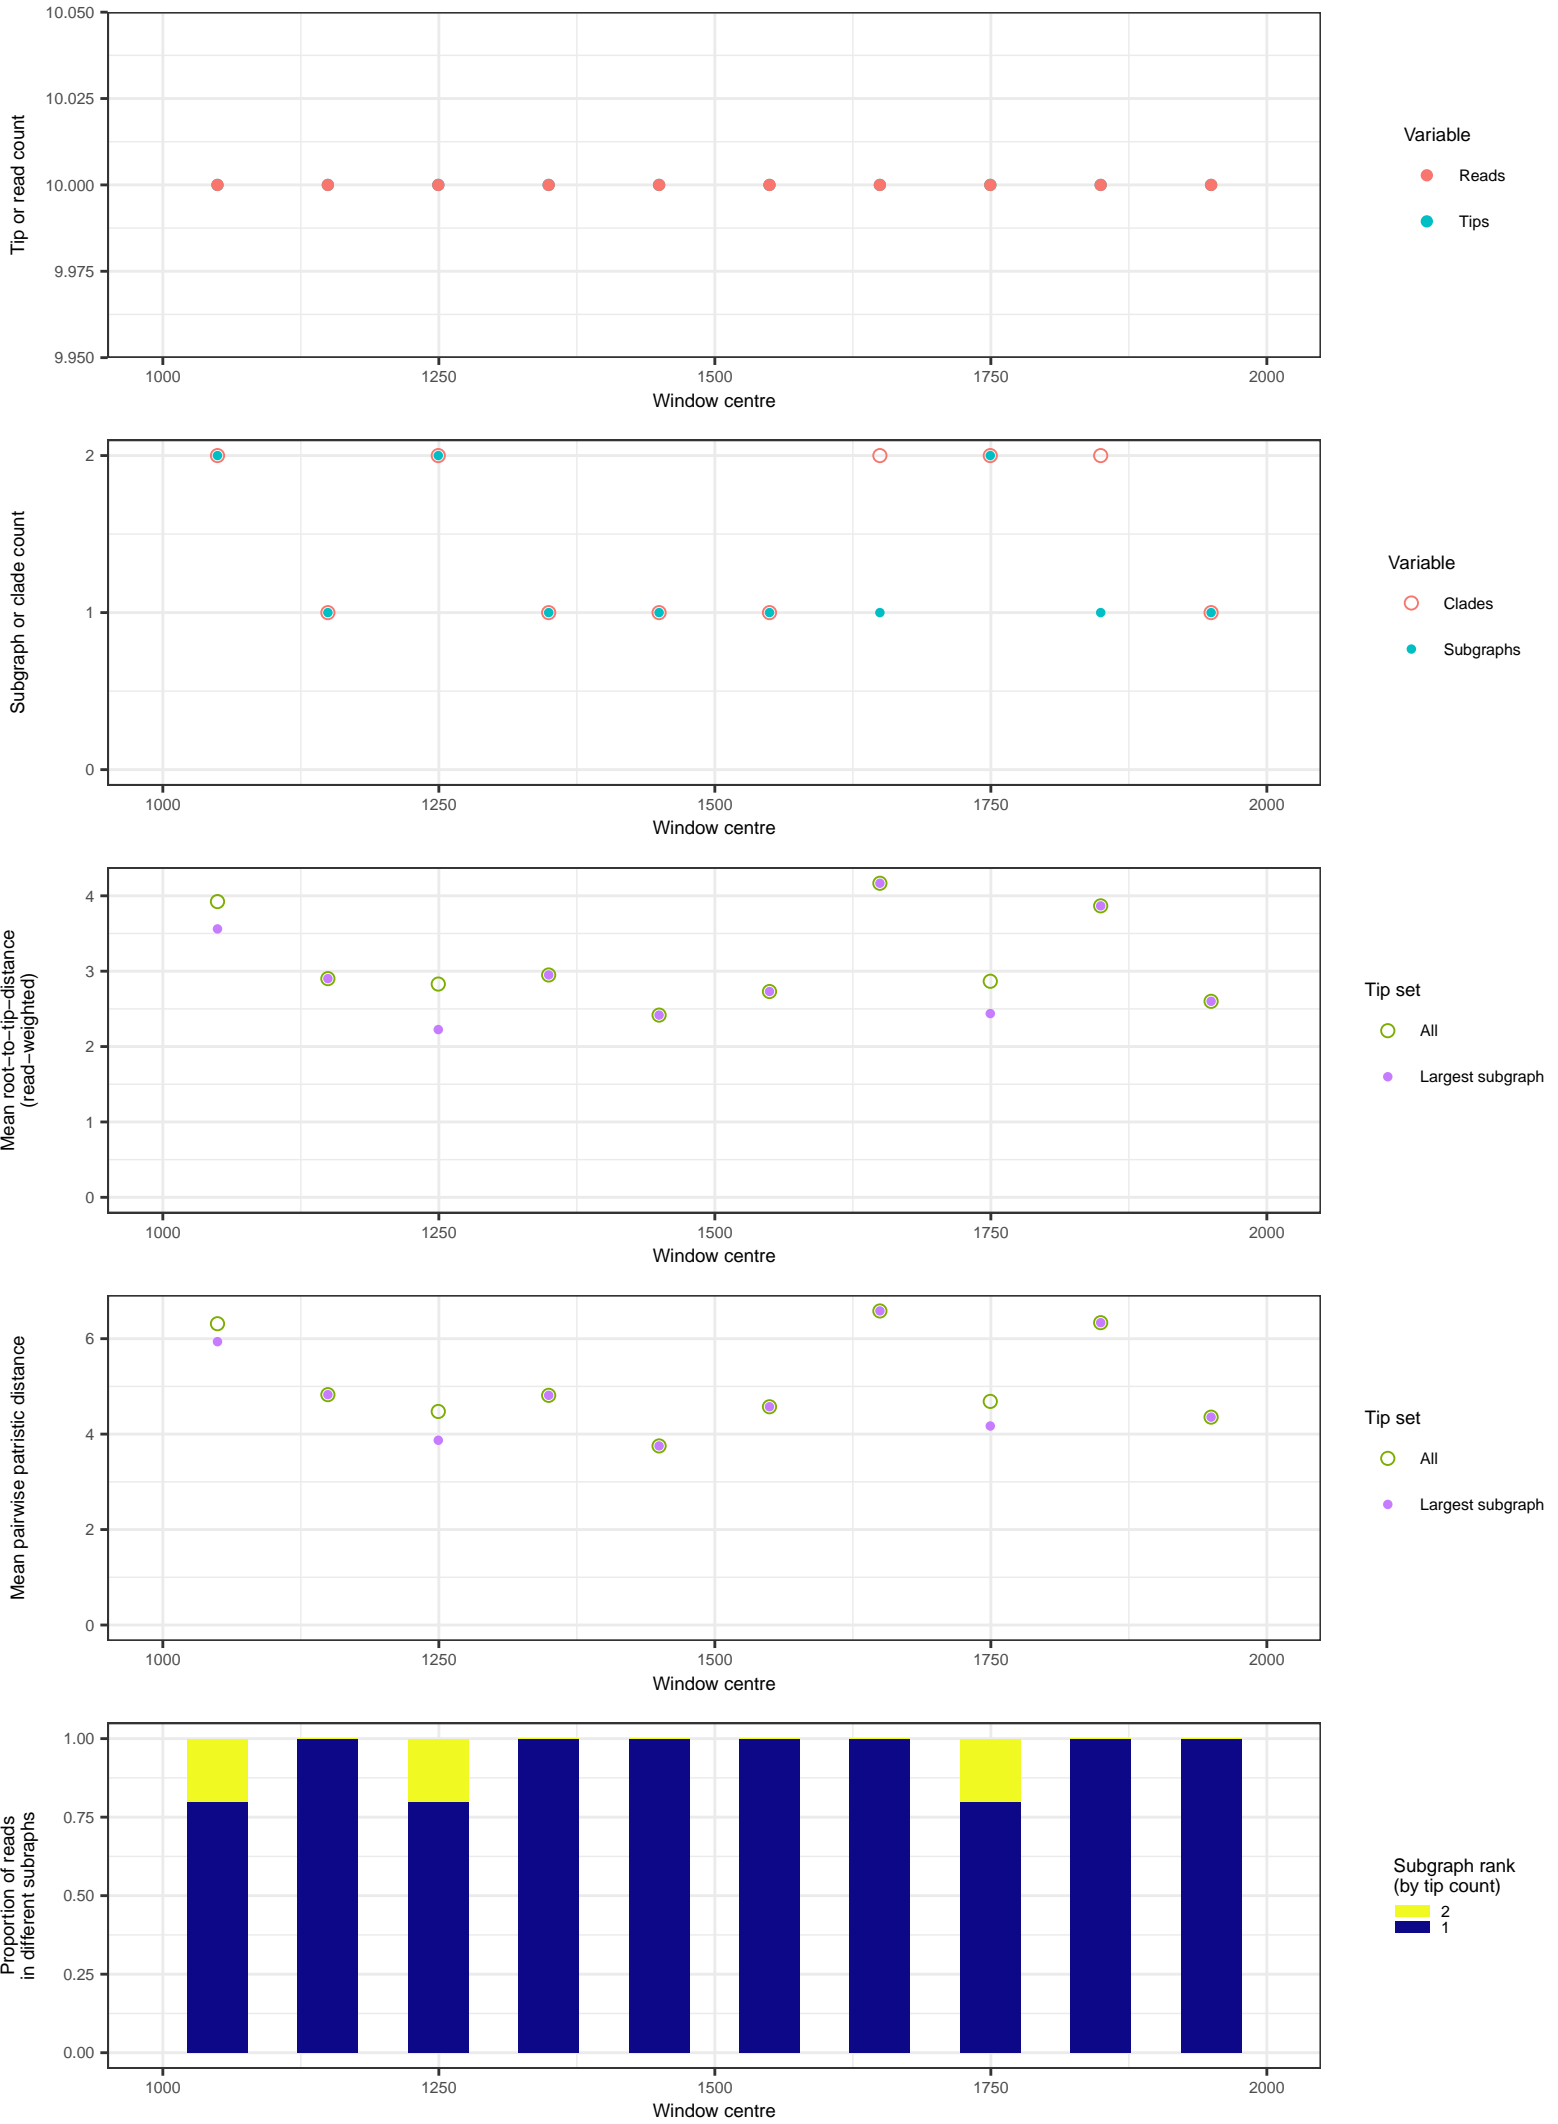 10.050
10.025
10.000
9.975
9.950
Tip or read count
1000 1250 1500 1750 2000
Window centre
Variable
Reads
Tips
2
1
0
Subgraph or clade count
1000 1250 1500 1750 2000
Window centre
Variable
Clades
Subgraphs
4
3
2
1
0
Mean root−to−tip−distance
(read−weighted)
1000 1250 1500 1750 2000
Window centre
Tip set
All
Largest subgraph
6
4
2
0
Mean pairwise patristic distance
1000 1250 1500 1750 2000
Window centre
Tip set
All
Largest subgraph
1.00
0.75
0.50
0.25
0.00
Proportion of reads
in different subraphs
1000 1250 1500 1750 2000
Window centre
Subgraph rank
(by tip count)
2
1